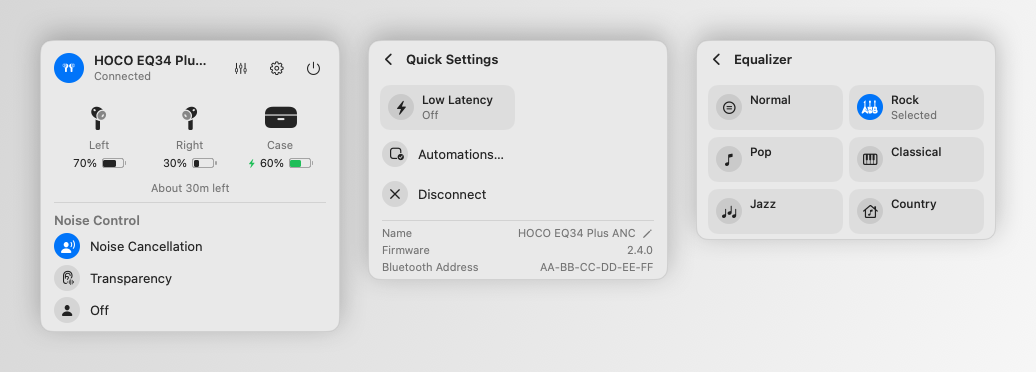 HOCO EQ34 Plu...
Connected
Left
Right
Case
70%
30%
60%
About 30m left
Noise Control
Noise Cancellation
Transparency
Off
Quick Settings
Low Latency
Off
Automations...
Disconnect
Name HOCO EQ34 Plus ANC
Firmware 2.4.0
Bluetooth Address AA-BB-CC-DD-EE-FF
Equalizer
Normal
Rock
Selected
Pop
Classical
Jazz
Country